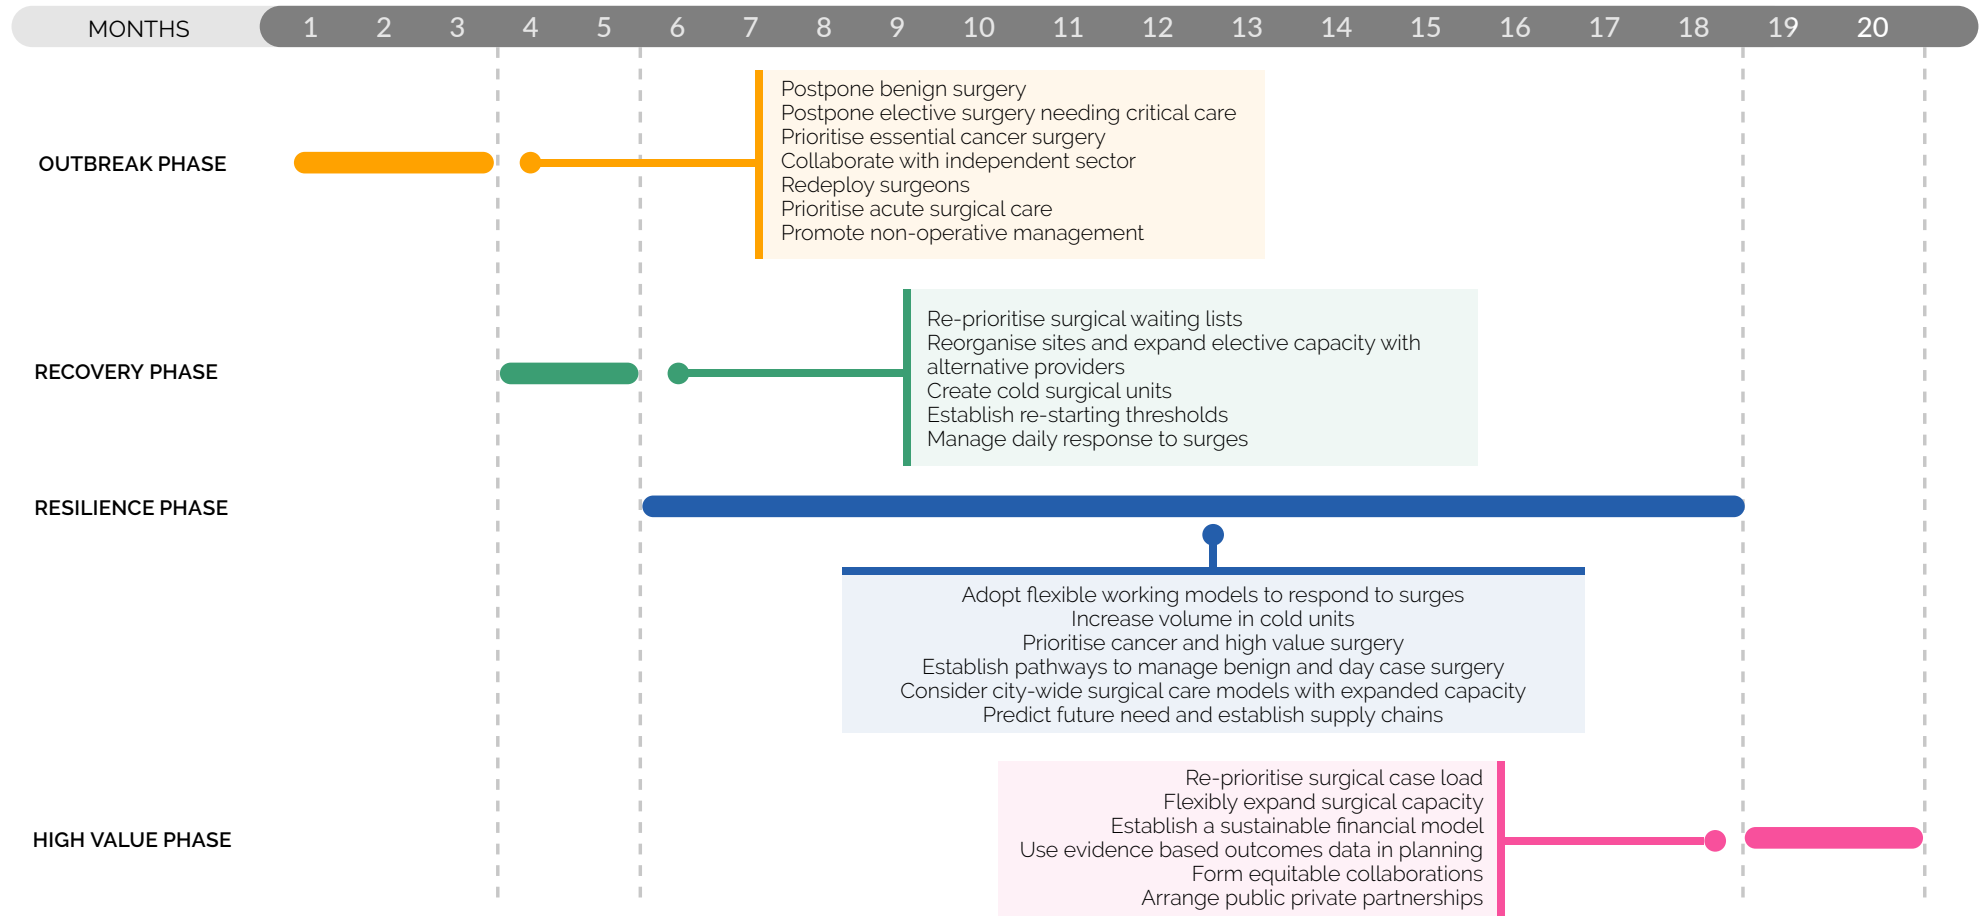 MONTHS 1 2 3 4 5 6 7 8 9 10 11 12 13 14 15 16 17 18 19 20
OUTBREAK PHASE
Postpone benign surgery
Postpone elective surgery needing critical care
Prioritise essential cancer surgery
Collaborate with independent sector
Redeploy surgeons
Prioritise acute surgical care
Promote non-operative management
RECOVERY PHASE
Re-prioritise surgical waiting lists
Reorganise sites and expand elective capacity with
alternative providers
Create cold surgical units
Establish re-starting thresholds
Manage daily response to surges
RESILIENCE PHASE
Adopt flexible working models to respond to surges
Increase volume in cold units
Prioritise cancer and high value surgery
Establish pathways to manage benign and day case surgery
Consider city-wide surgical care models with expanded capacity
Predict future need and establish supply chains
HIGH VALUE PHASE
Re-prioritise surgical case load
Flexibly expand surgical capacity
Establish a sustainable financial model
Use evidence based outcomes data in planning
Form equitable collaborations
Arrange public private partnerships